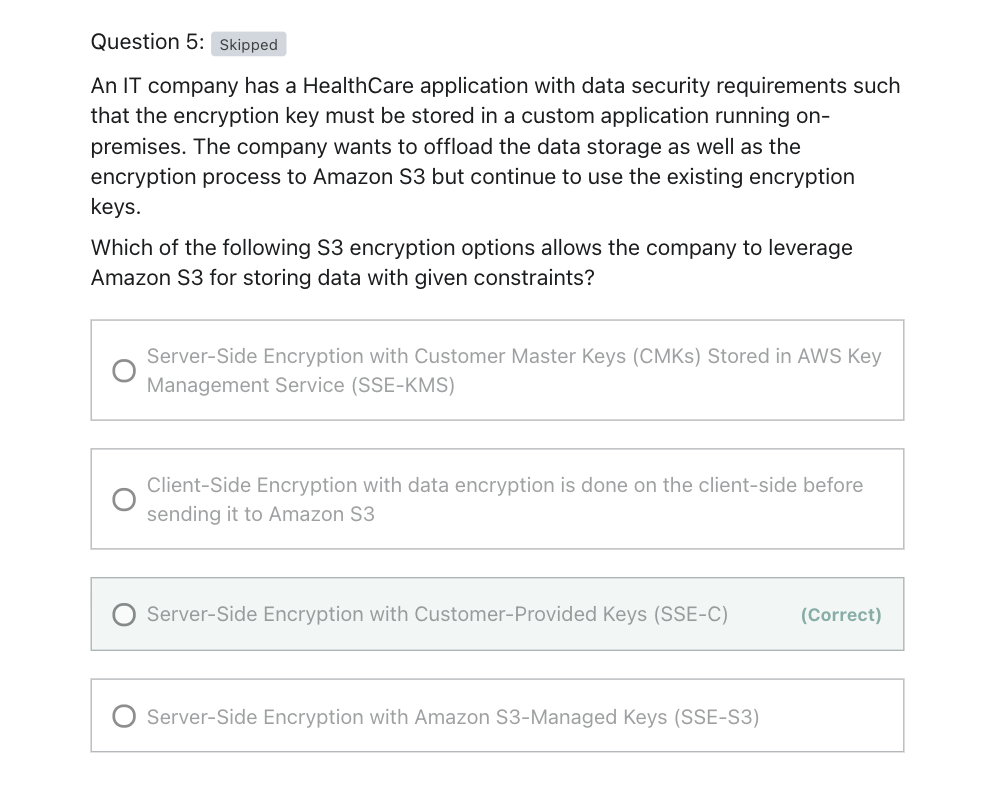 Question 5: Skipped
An IT company has a HealthCare application with data security requirements such
that the encryption key must be stored in a custom application running on-
premises. The company wants to offload the data storage as well as the
encryption process to Amazon S3 but continue to use the existing encryption
keys.
Which of the following S3 encryption options allows the company to leverage
Amazon S3 for storing data with given constraints?
Server-Side Encryption with Customer Master Keys (CMKs) Stored in AWS Key
Management Service (SSE-KMS)
Client-Side Encryption with data encryption is done on the client-side before
sending it to Amazon S3
Server-Side Encryption with Customer-Provided Keys (SSE-C) (Correct)
Server-Side Encryption with Amazon S3-Managed Keys (SSE-S3)